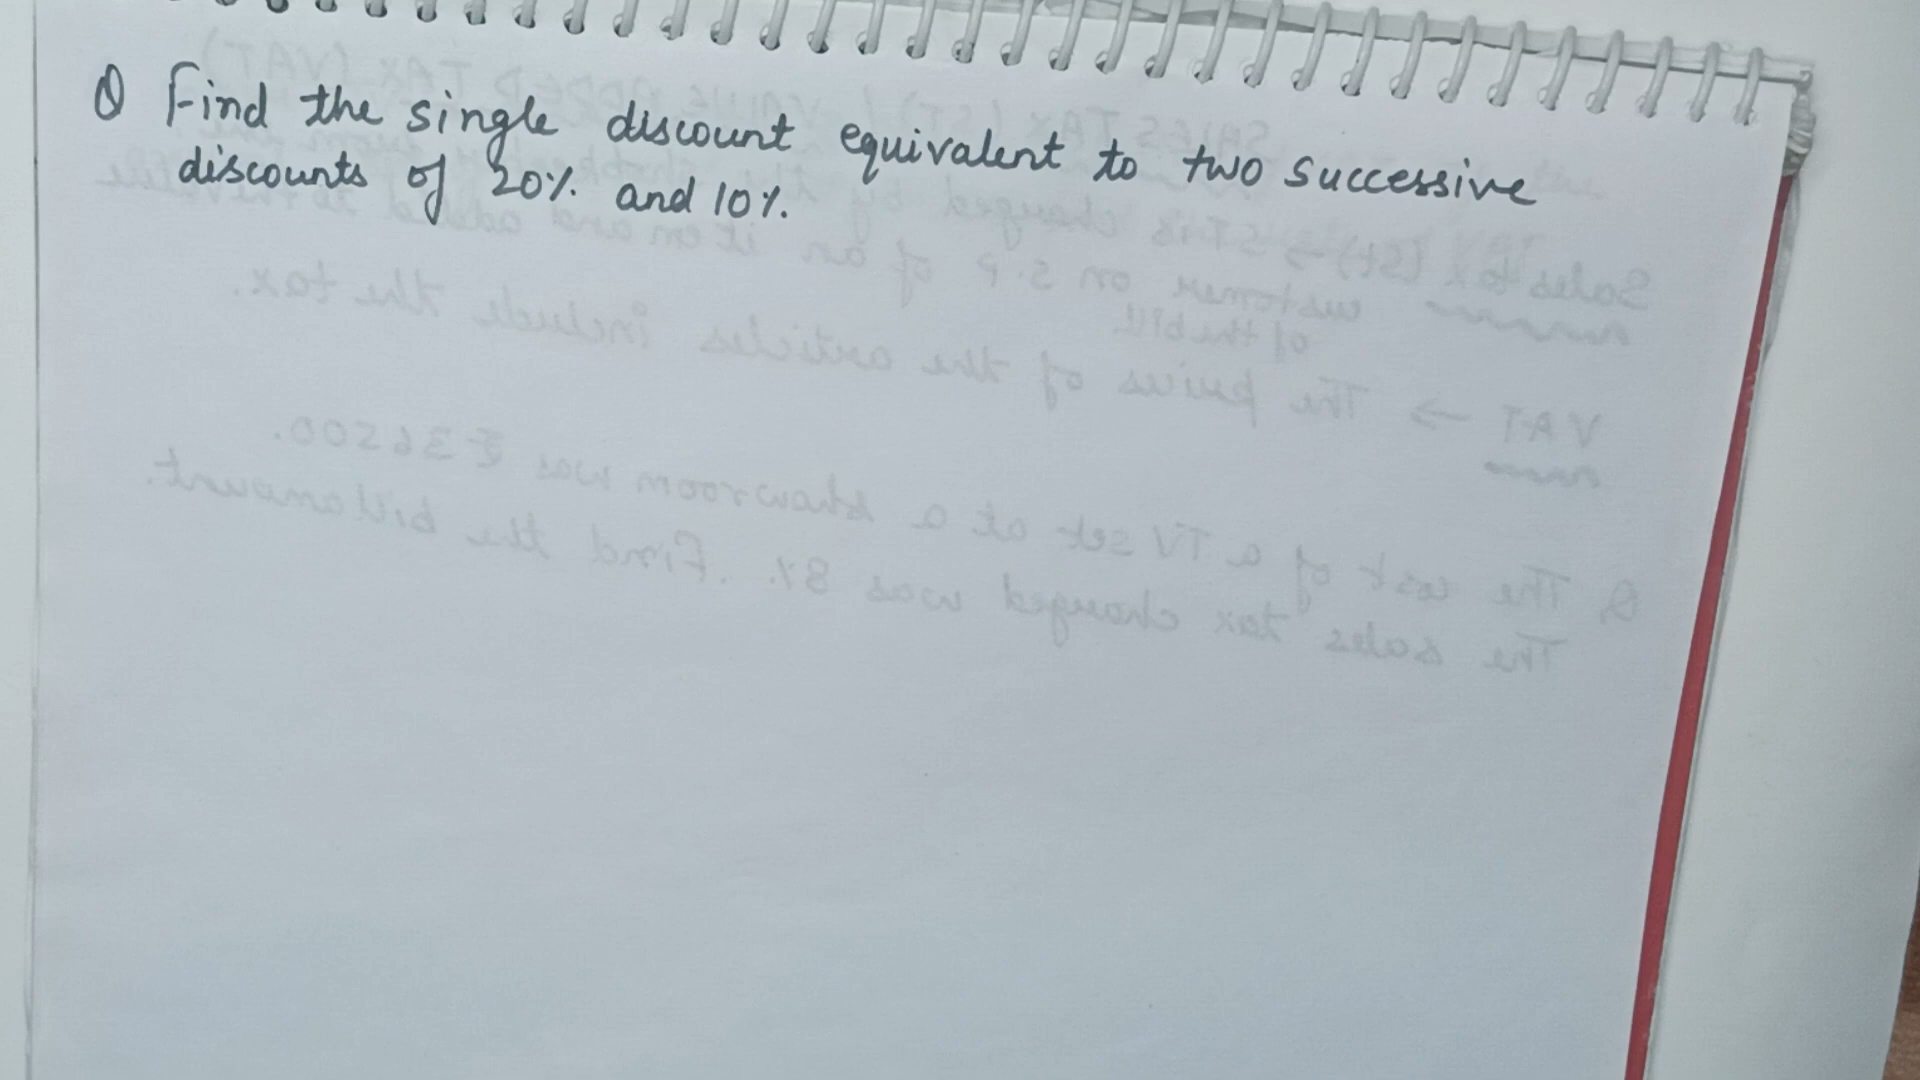 Q Find the single discount equivalent to two successive
discounts of 20% and 10%.